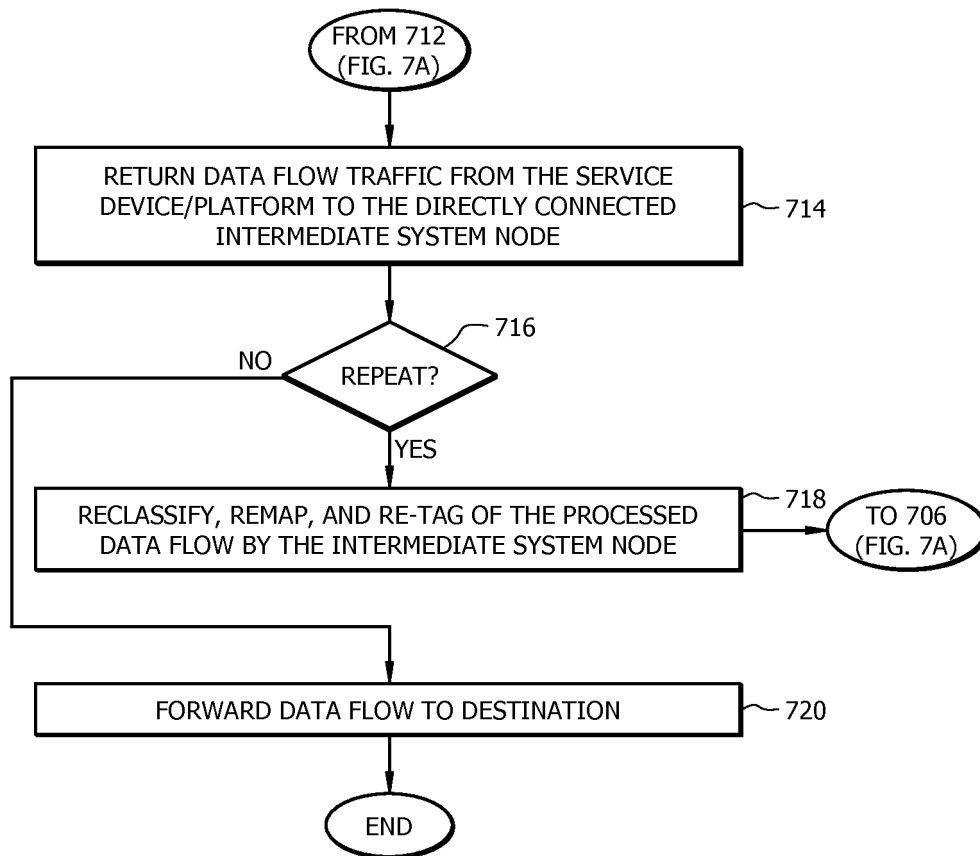 FROM 712
(FIG. 7A)
RETURN DATA FLOW TRAFFIC FROM THE SERVICE
DEVICE/PLATFORM TO THE DIRECTLY CONNECTED
INTERMEDIATE SYSTEM NODE
714
716
NO
REPEAT?
YES
718
RECLASSIFY, REMAP, AND RE-TAG OF THE PROCESSED
DATA FLOW BY THE INTERMEDIATE SYSTEM NODE
TO 706
(FIG. 7A)
FORWARD DATA FLOW TO DESTINATION
720
END